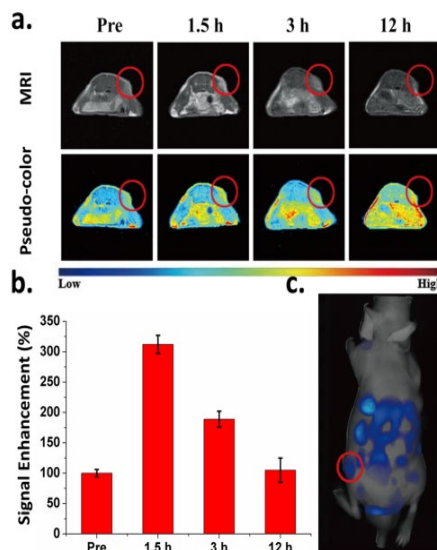 a.
Pre 1.5 h 3 h 12 h
MRI
Pseudo-color
Low High
b.
c.
Signal Enhancement (%)
350
300
250
200
150
100
50
0
Pre 1.5 h 3 h 12 h